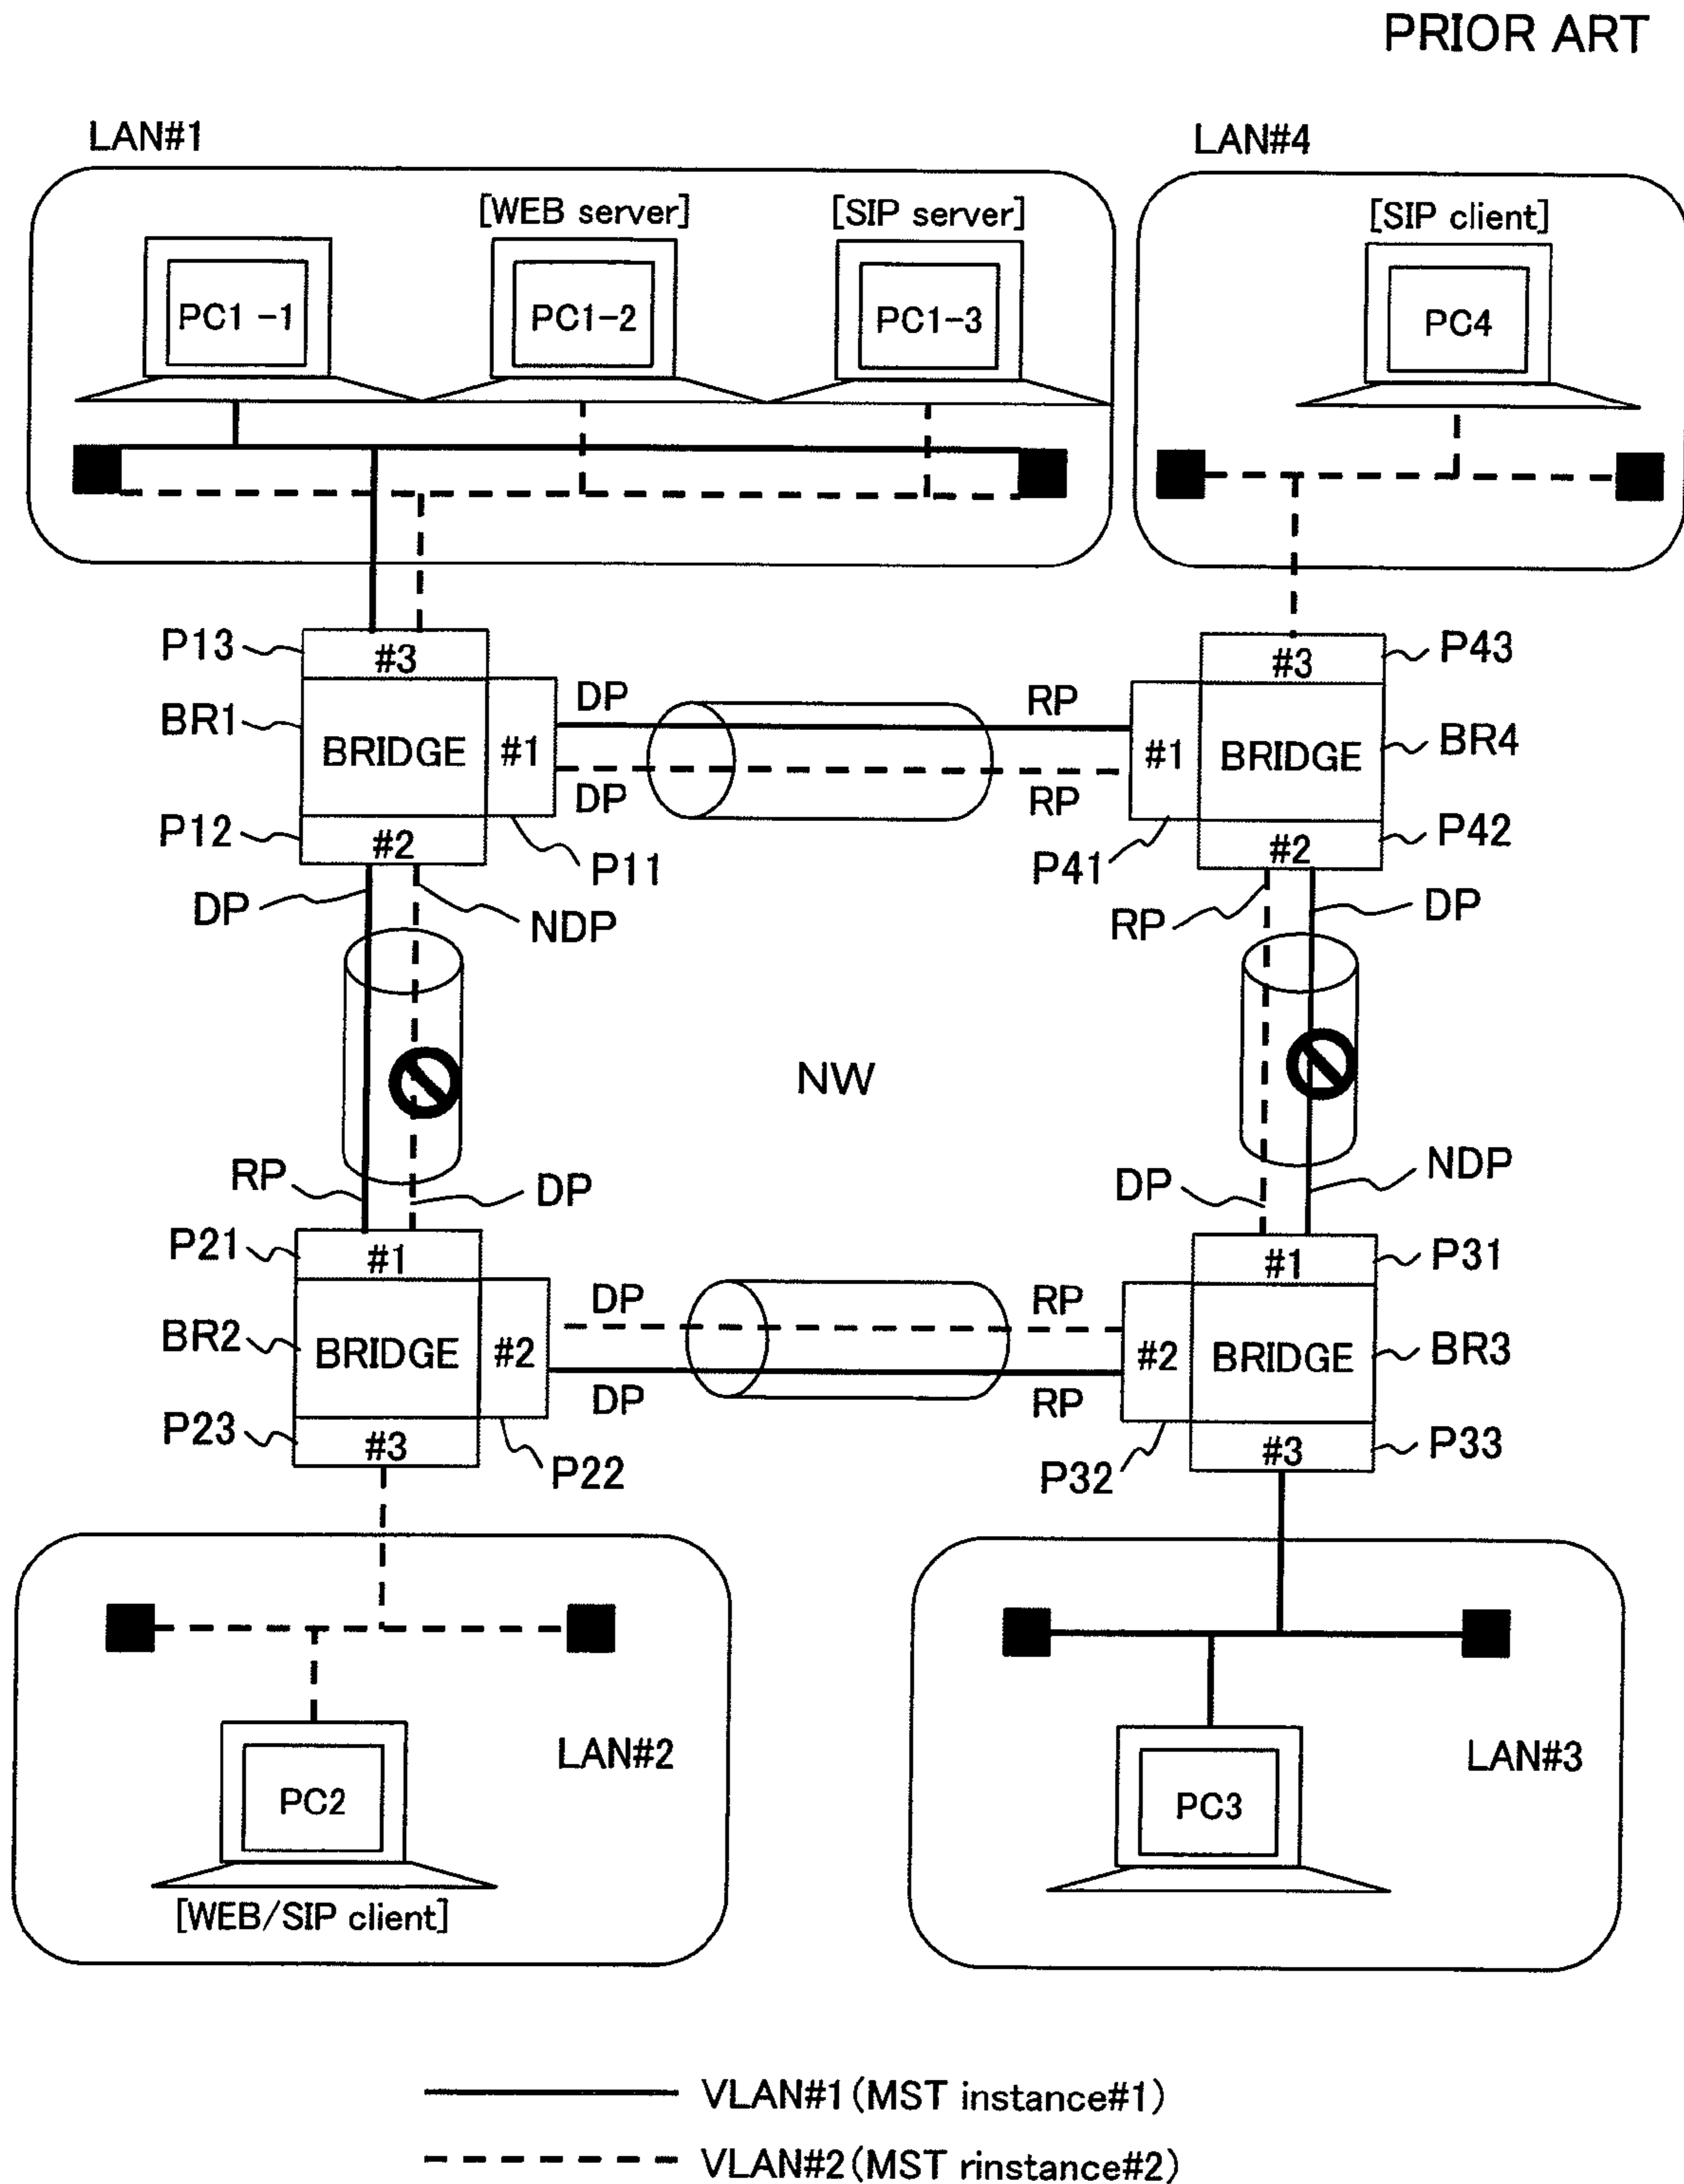 PRIOR ART
LAN#1
LAN#4
[WEB server]
[SIP server]
[SIP client]
PC1-1
PC1-2
PC1-3
PC4
P13
#3
#3
P43
BR1
BRIDGE
#1
DP
RP
#1
BRIDGE
BR4
DP
RP
P12
#2
P11
P41
#2
P42
DP
NDP
RP
DP
NW
RP
DP
DP
NDP
P21
#1
#1
P31
BR2
BRIDGE
#2
DP
RP
#2
BRIDGE
BR3
DP
RP
P23
#3
P22
P32
#3
P33
LAN#2
LAN#3
PC2
PC3
[WEB/SIP client]
VLAN#1(MST instance#1)
VLAN#2(MST rinstance#2)